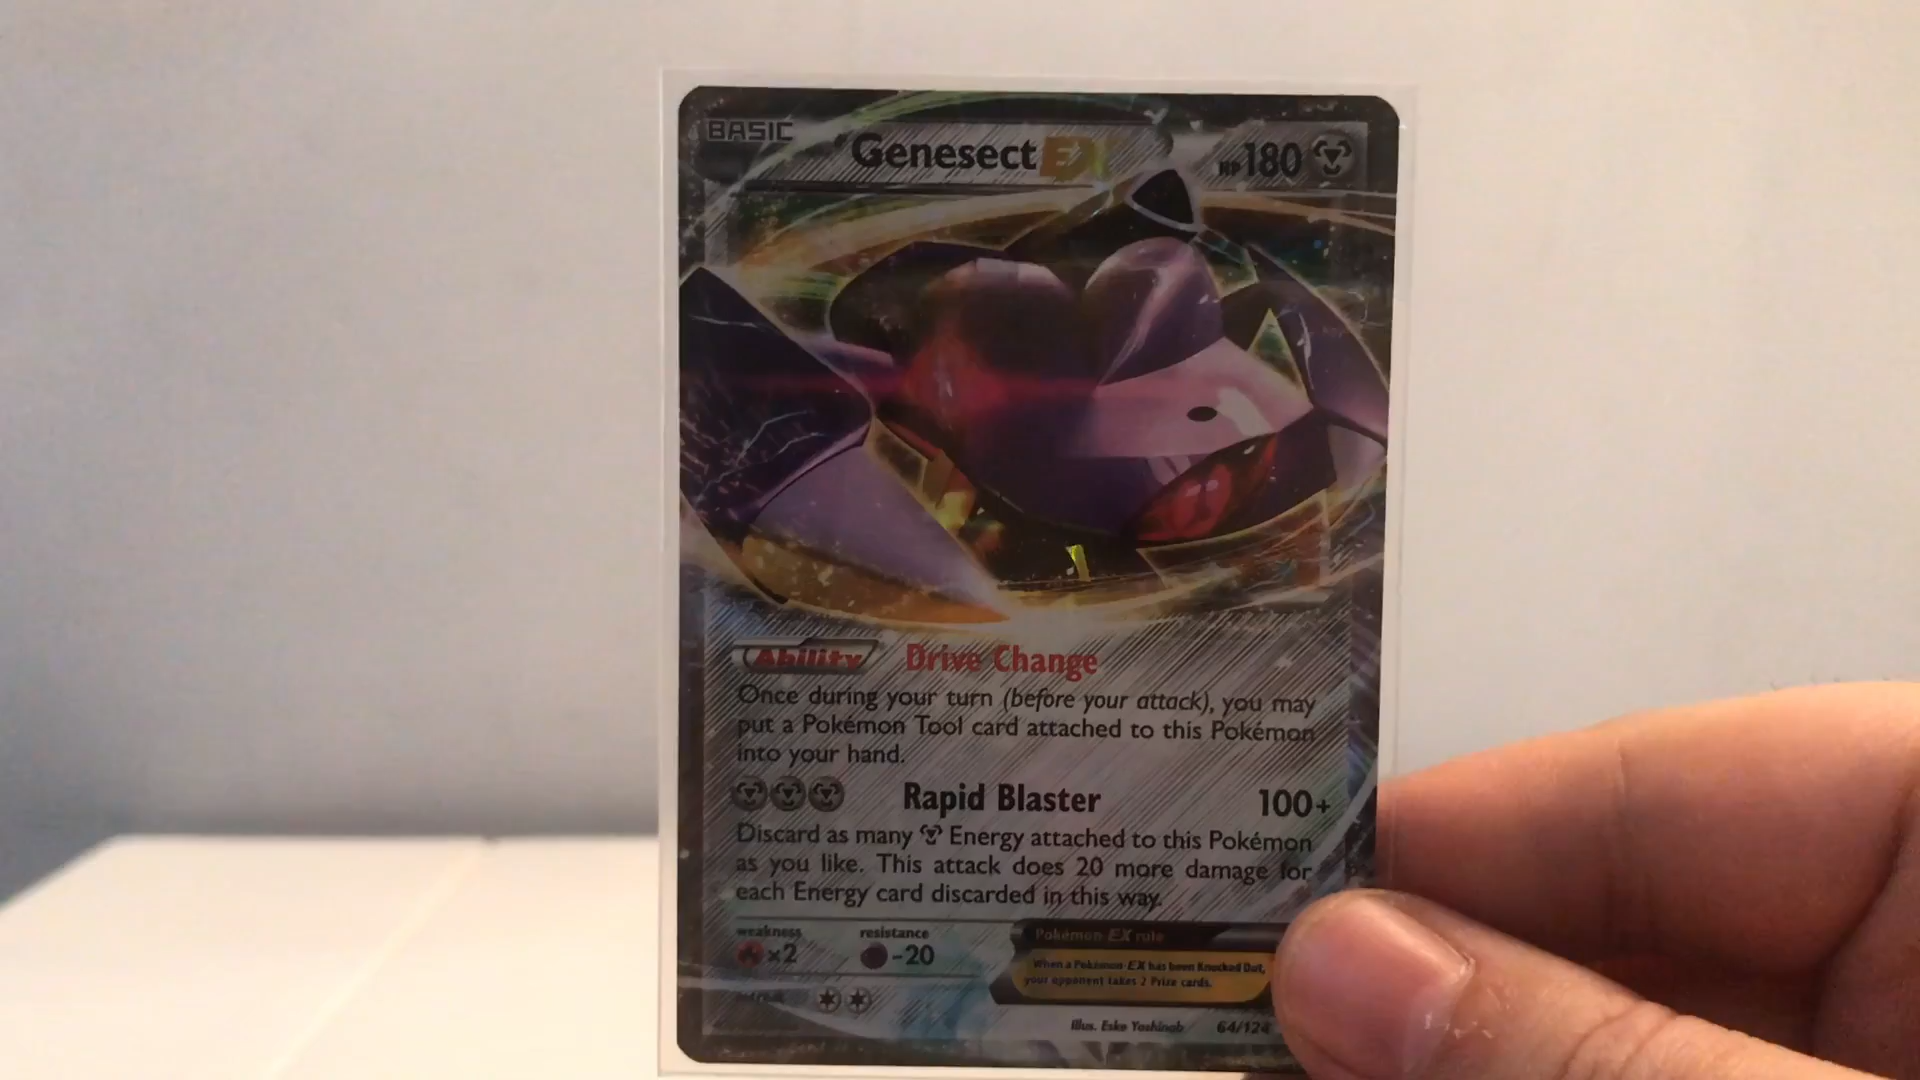 BASIC Genesect EX HP180
Ability Drive Change
Once during your turn (before your attack), you may
put a Pokémon Tool card attached to this Pokémon
into your hand.
Rapid Blaster 100+
Discard as many Energy attached to this Pokémon
as you like. This attack does 20 more damage for
each Energy card discarded in this way.
weakness resistance Pokémon-EX rule
×2 -20
When a Pokémon-EX has been Knocked Out,
your opponent takes 2 Prize cards.
retreat
Illus. Eske Yoshinob 64/124